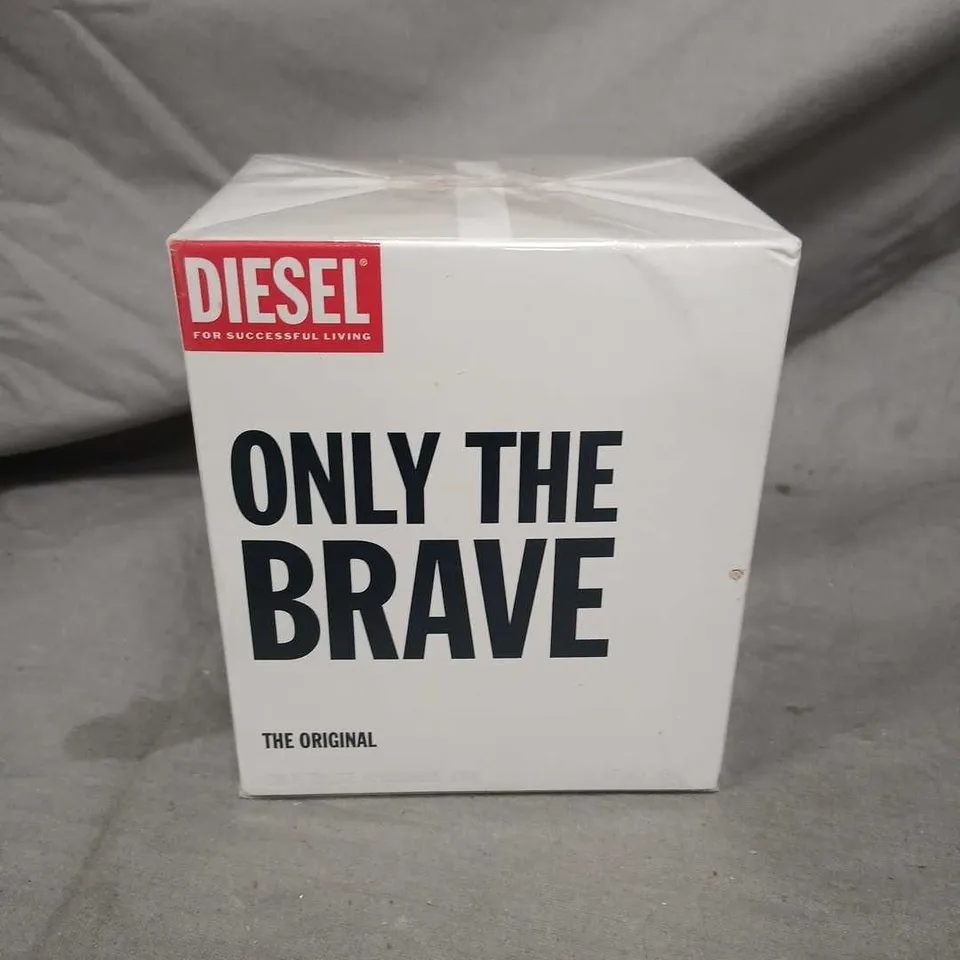 DIESEL®
FOR SUCCESSFUL LIVING
ONLY THE
BRAVE
THE ORIGINAL